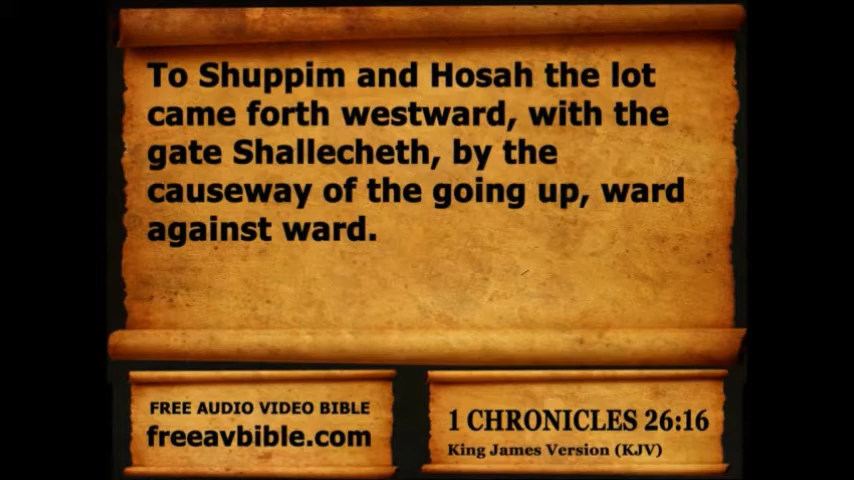 To Shuppim and Hosah the lot
came forth westward, with the
gate Shallecheth, by the
causeway of the going up, ward
against ward.
FREE AUDIO VIDEO BIBLE
freeavbible.com
1 CHRONICLES 26:16
King James Version (KJV)